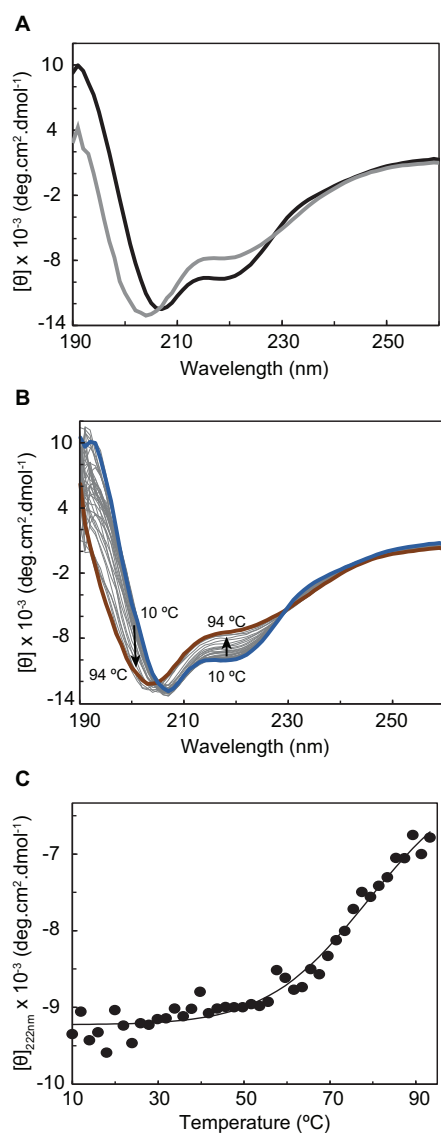 A
[θ] x 10⁻³ (deg.cm².dmol⁻¹)
10
4
-2
-8
-14
190 210 230 250
Wavelength (nm)
B
[θ] x 10⁻³ (deg.cm².dmol⁻¹)
10
4
-2
-8
-14
10 ºC
94 ºC
94 ºC
10 ºC
190 210 230 250
Wavelength (nm)
C
[θ]₂₂₂ₙₘ x 10⁻³ (deg.cm².dmol⁻¹)
-7
-8
-9
-10
10 30 50 70 90
Temperature (ºC)